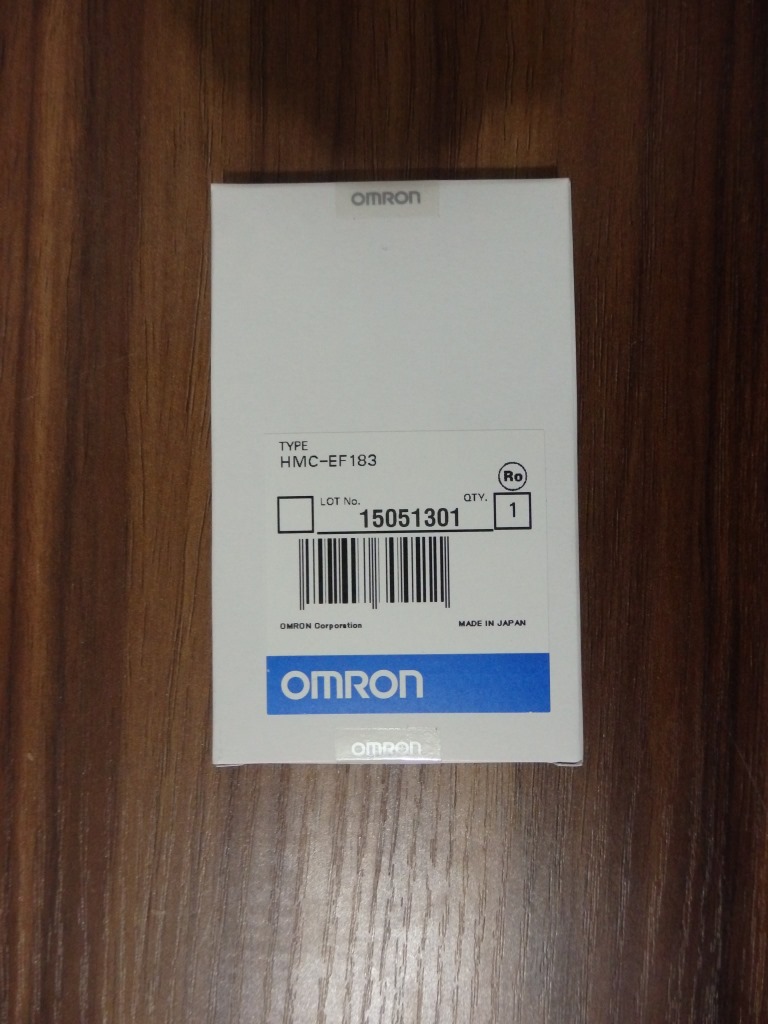 OMRON
TYPE
HMC-EF183
Ro
LOT No. QTY.
15051301 1
OMRON Corporation MADE IN JAPAN
OMRON
OMRON